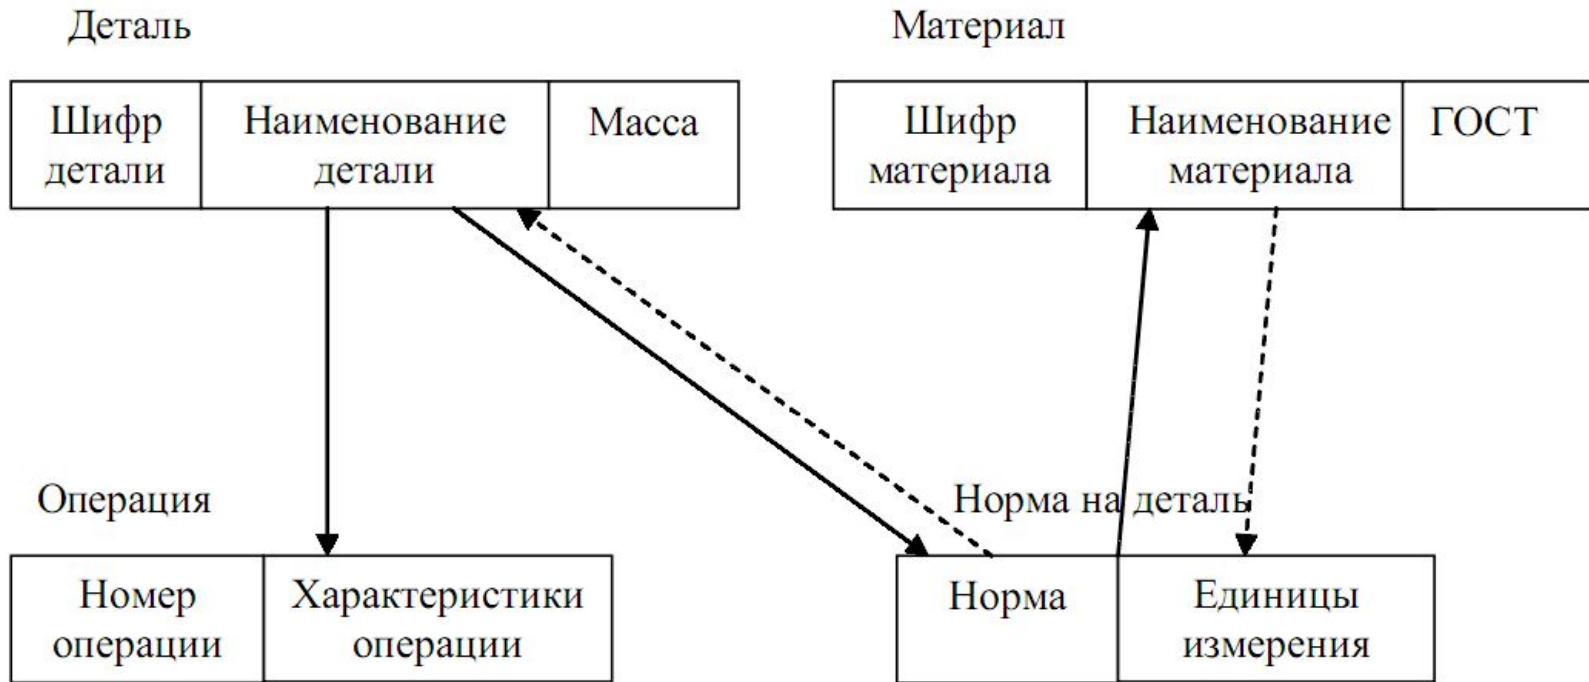 Деталь
Материал
Шифр
детали
Наименование
детали
Масса
Шифр
материала
Наименование
материала
ГОСТ
Операция
Норма на деталь
Номер
операции
Характеристики
операции
Норма
Единицы
измерения